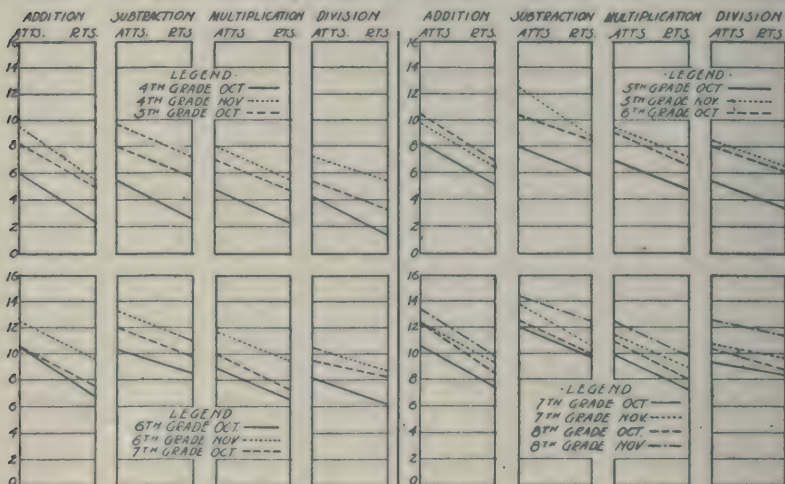 ADDITION SUBTRACTION MULTIPLICATION DIVISION ADDITION SUBTRACTION MULTIPLICATION DIVISION
ATTS. RTS. ATTS RTS ATTS RTS. ATTS. RTS. ATTS. RTS. ATTS. RTS ATTS. RTS. ATTS. RTS
16 16
14 14
LEGEND LEGEND
4TH GRADE OCT 5TH GRADE OCT
12 12
4TH GRADE NOV 5TH GRADE NOV.
5TH GRADE OCT 6TH GRADE OCT
10 10
8 8
6 6
4 4
2 2
0 0
16 16
14 14
12 12
10 10
8 8
LEGEND
7TH GRADE OCT
6 6
7TH GRADE NOV.
LEGEND
8TH GRADE OCT.
6TH GRADE OCT.
4 4
8TH GRADE NOV
6TH GRADE NOV
7TH GRADE OCT
2 2
0 0